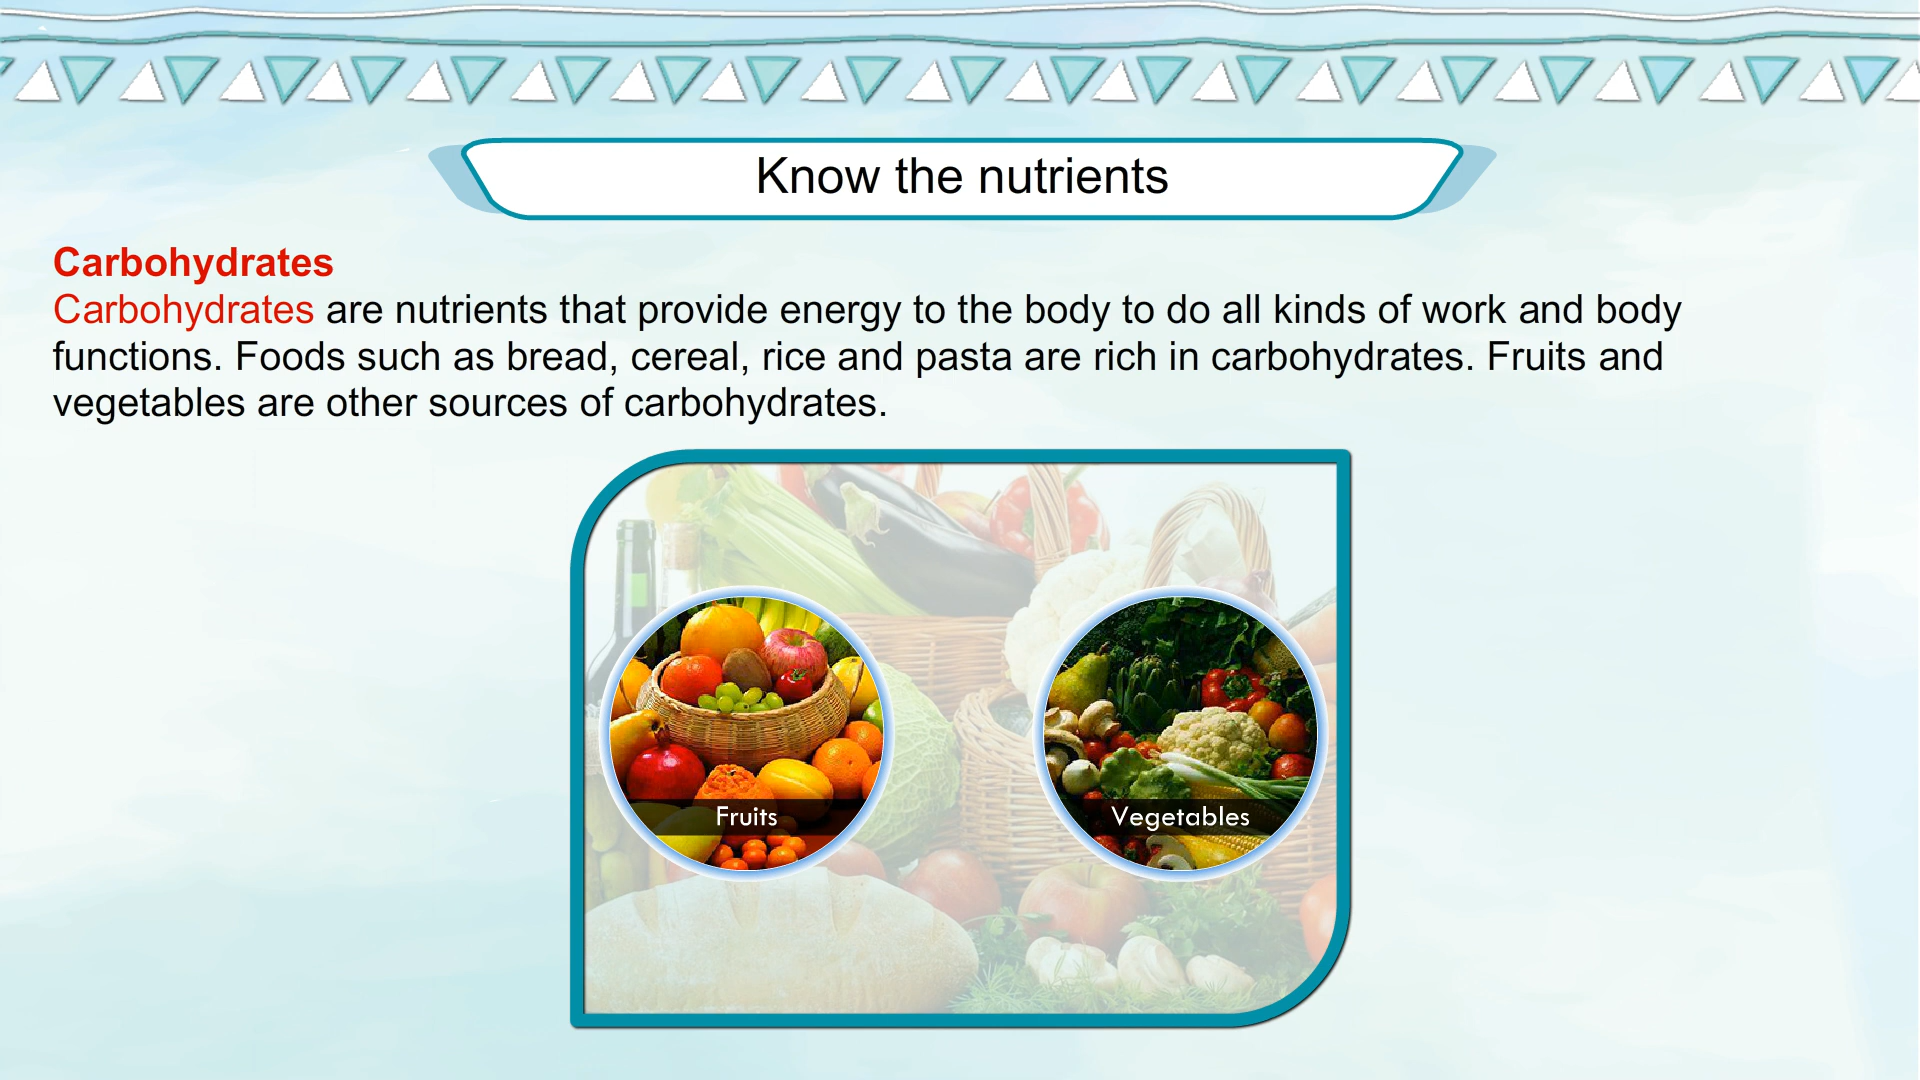 Know the nutrients
Carbohydrates
Carbohydrates are nutrients that provide energy to the body to do all kinds of work and body
functions. Foods such as bread, cereal, rice and pasta are rich in carbohydrates. Fruits and
vegetables are other sources of carbohydrates.
Fruits
Vegetables